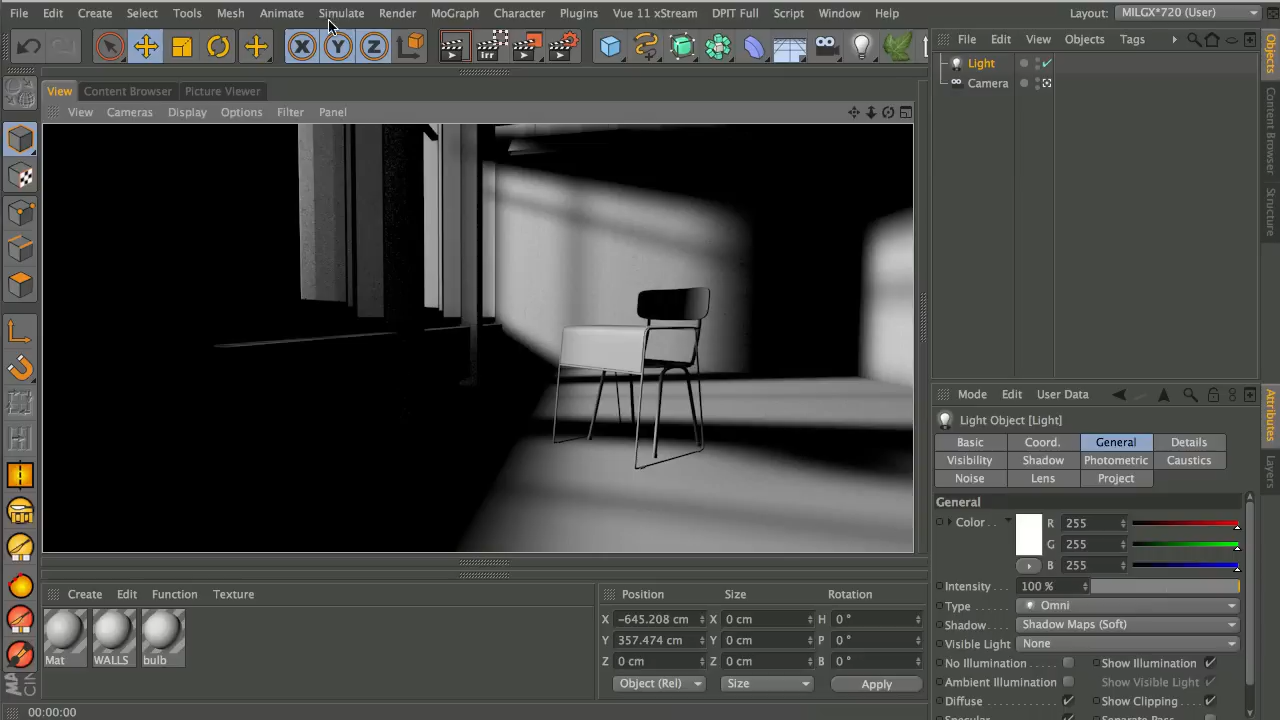 File Edit Create Select Tools Mesh Animate Simulate Render MoGraph Character Plugins Vue 11 xStream DPIT Full Script Window Help Layout: MILGX*720 (User)
X Y Z
File Edit View Objects Tags
View Content Browser Picture Viewer
View Cameras Display Options Filter Panel
Light
Camera
Objects
Content Browser
Structure
Mode Edit User Data
Attributes
Layers
Light Object [Light]
Basic Coord. General Details
Visibility Shadow Photometric Caustics
Noise Lens Project
General
Color . . R 255
G 255
B 255
Intensity . 100 %
Type . . . . . Omni
Shadow. . . . Shadow Maps (Soft)
Visible Light None
No Illumination . . . . . Show Illumination
Ambient Illumination Show Visible Light
Diffuse . . . . . . . . . . . Show Clipping . .
Create Edit Function Texture
Mat WALLS bulb
Position Size Rotation
X -645.208 cm X 0 cm H 0 °
Y 357.474 cm Y 0 cm P 0 °
Z 0 cm Z 0 cm B 0 °
Object (Rel) Size Apply
00:00:00